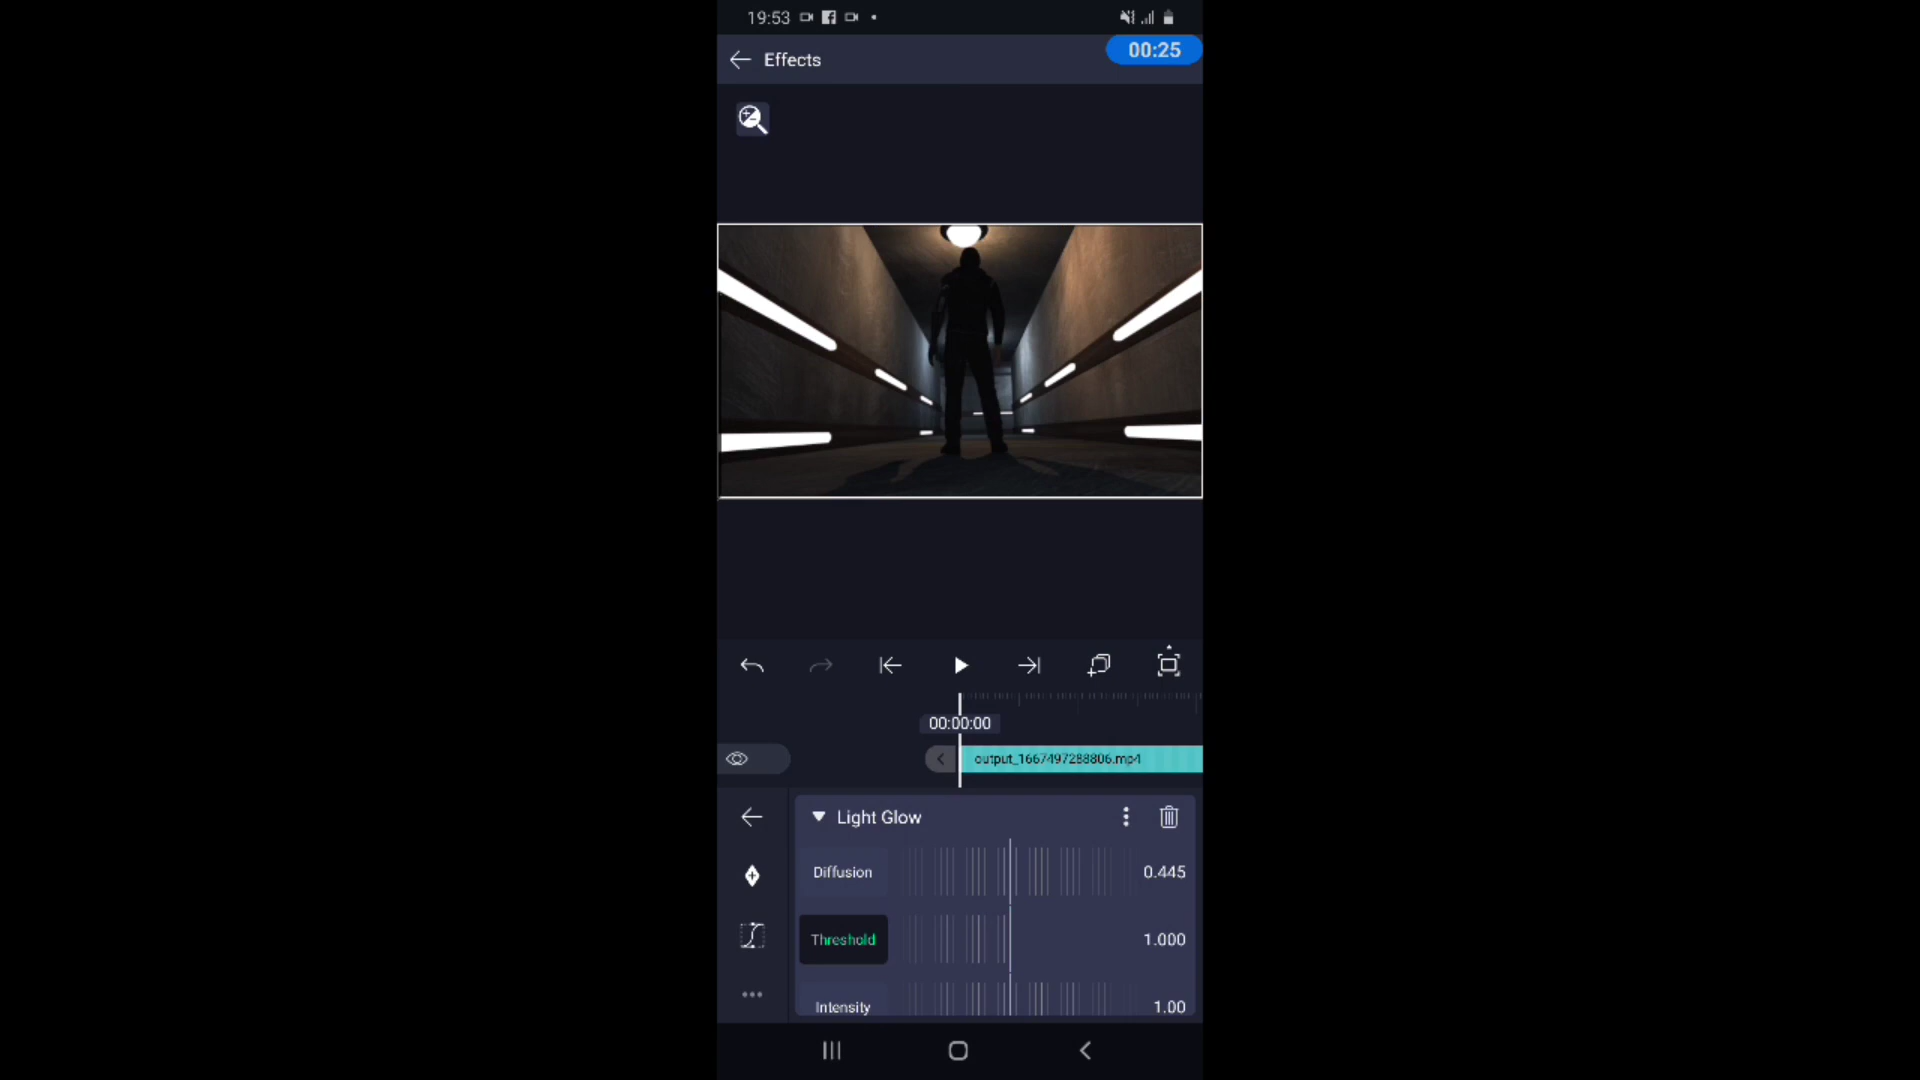 19:53
00:25
Effects
00:00:00
output_1667497288806.mp4
Light Glow
Diffusion 0.445
Threshold 1.000
Intensity 1.00